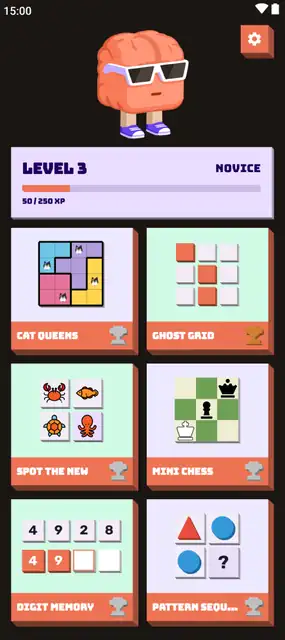 15:00
LEVEL 3 NOVICE
50 / 250 XP
CAT QUEENS
GHOST GRID
SPOT THE NEW
MINI CHESS
4 9 2 8
4 9
DIGIT MEMORY
?
PATTERN SEQU...